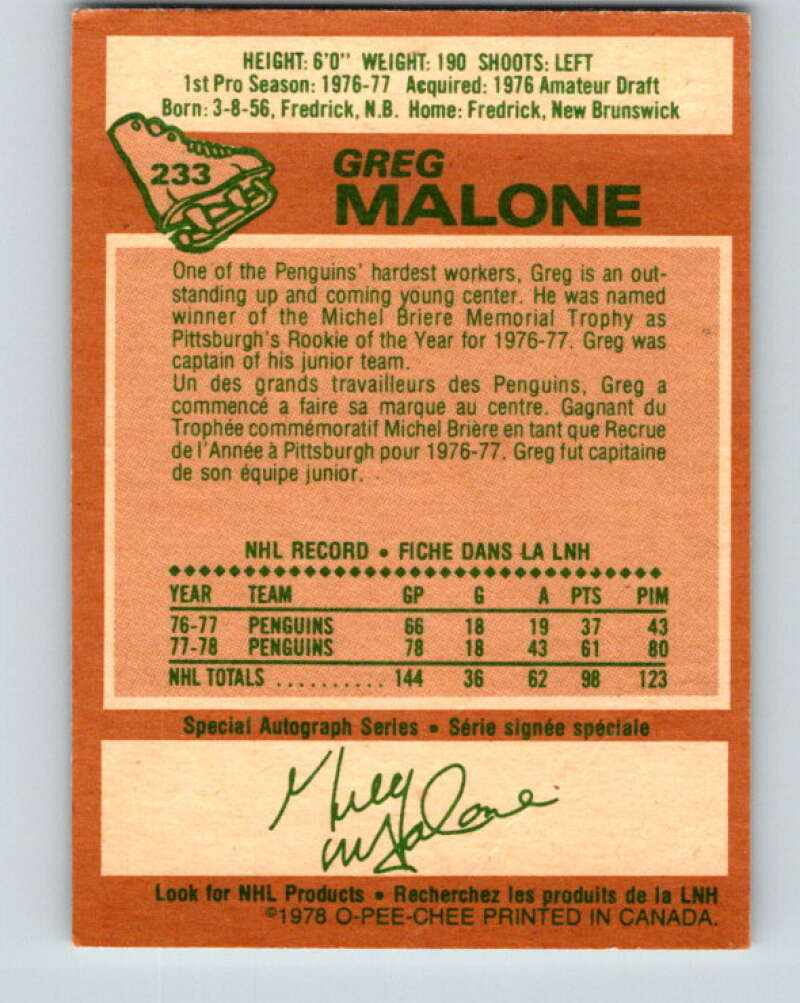 HEIGHT: 6'0" WEIGHT: 190 SHOOTS: LEFT
1st Pro Season: 1976-77 Acquired: 1976 Amateur Draft
Born: 3-8-56, Fredrick, N.B. Home: Fredrick, New Brunswick
233
GREG
MALONE
One of the Penguins' hardest workers, Greg is an out-
standing up and coming young center. He was named
winner of the Michel Briere Memorial Trophy as
Pittsburgh's Rookie of the Year for 1976-77. Greg was
captain of his junior team.
Un des grands travailleurs des Penguins, Greg a
commencé a faire sa marque au centre. Gagnant du
Trophée commémoratif Michel Brière en tant que Recrue
de l'Année à Pittsburgh pour 1976-77. Greg fut capitaine
de son équipe junior.
NHL RECORD • FICHE DANS LA LNH
YEAR TEAM GP G A PTS PIM
76-77 PENGUINS 66 18 19 37 43
77-78 PENGUINS 78 18 43 61 80
NHL TOTALS .......... 144 36 62 98 123
Special Autograph Series • Série signée spéciale
Greg
Malone
Look for NHL Products • Recherchez les produits de la LNH
©1978 O-PEE-CHEE PRINTED IN CANADA.